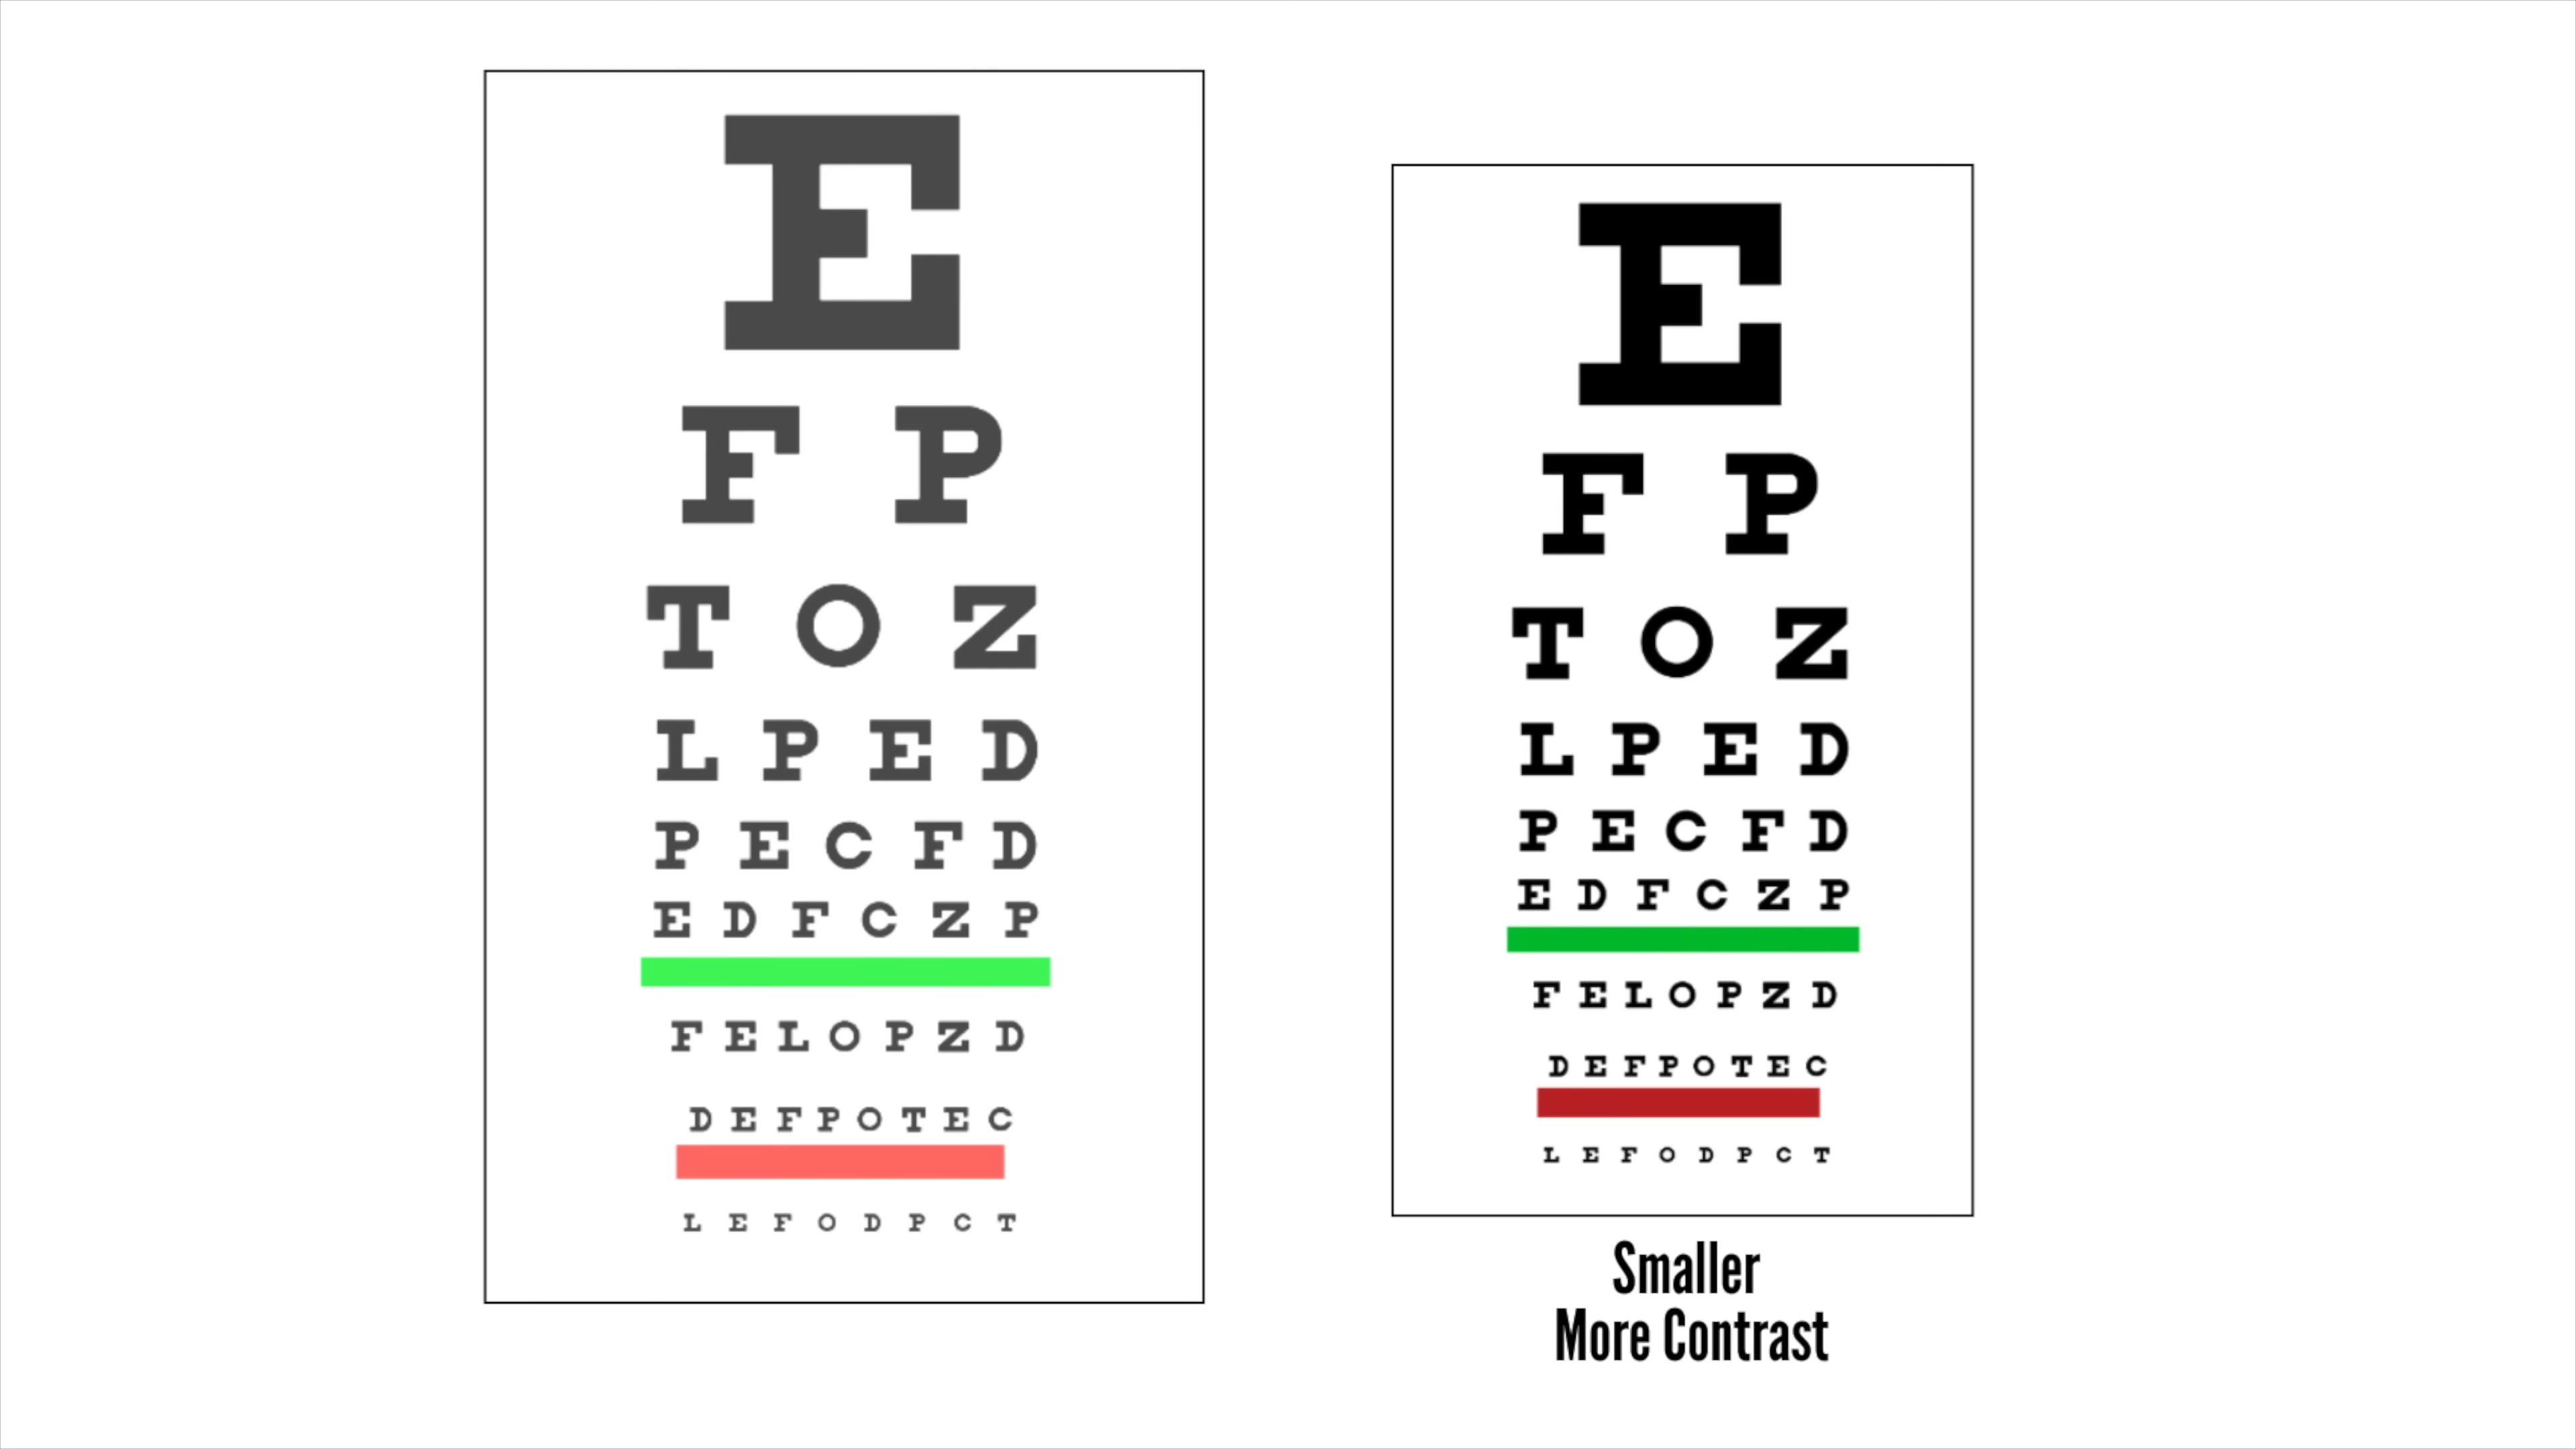 E
F P
T O Z
L P E D
P E C F D
E D F C Z P
F E L O P Z D
D E F P O T E C
L E F O D P C T
E
F P
T O Z
L P E D
P E C F D
E D F C Z P
F E L O P Z D
D E F P O T E C
L E F O D P C T
Smaller
More Contrast